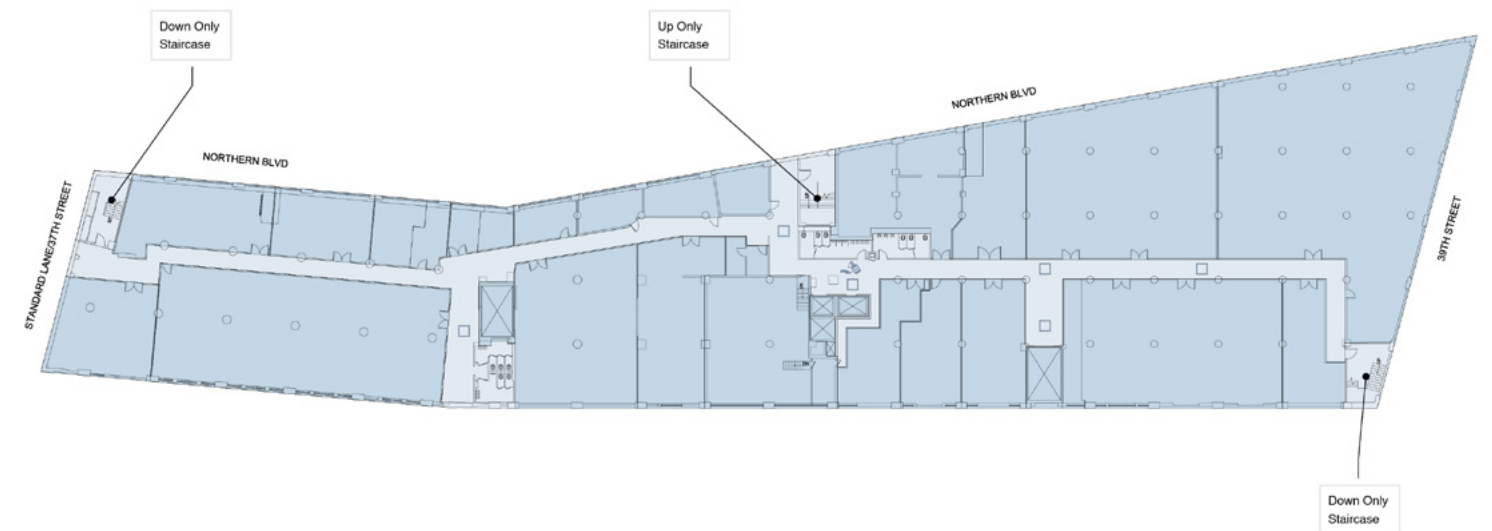 Down Only
Staircase
Up Only
Staircase
NORTHERN BLVD
NORTHERN BLVD
STANDARD LANE/37TH STREET
39TH STREET
Down Only
Staircase